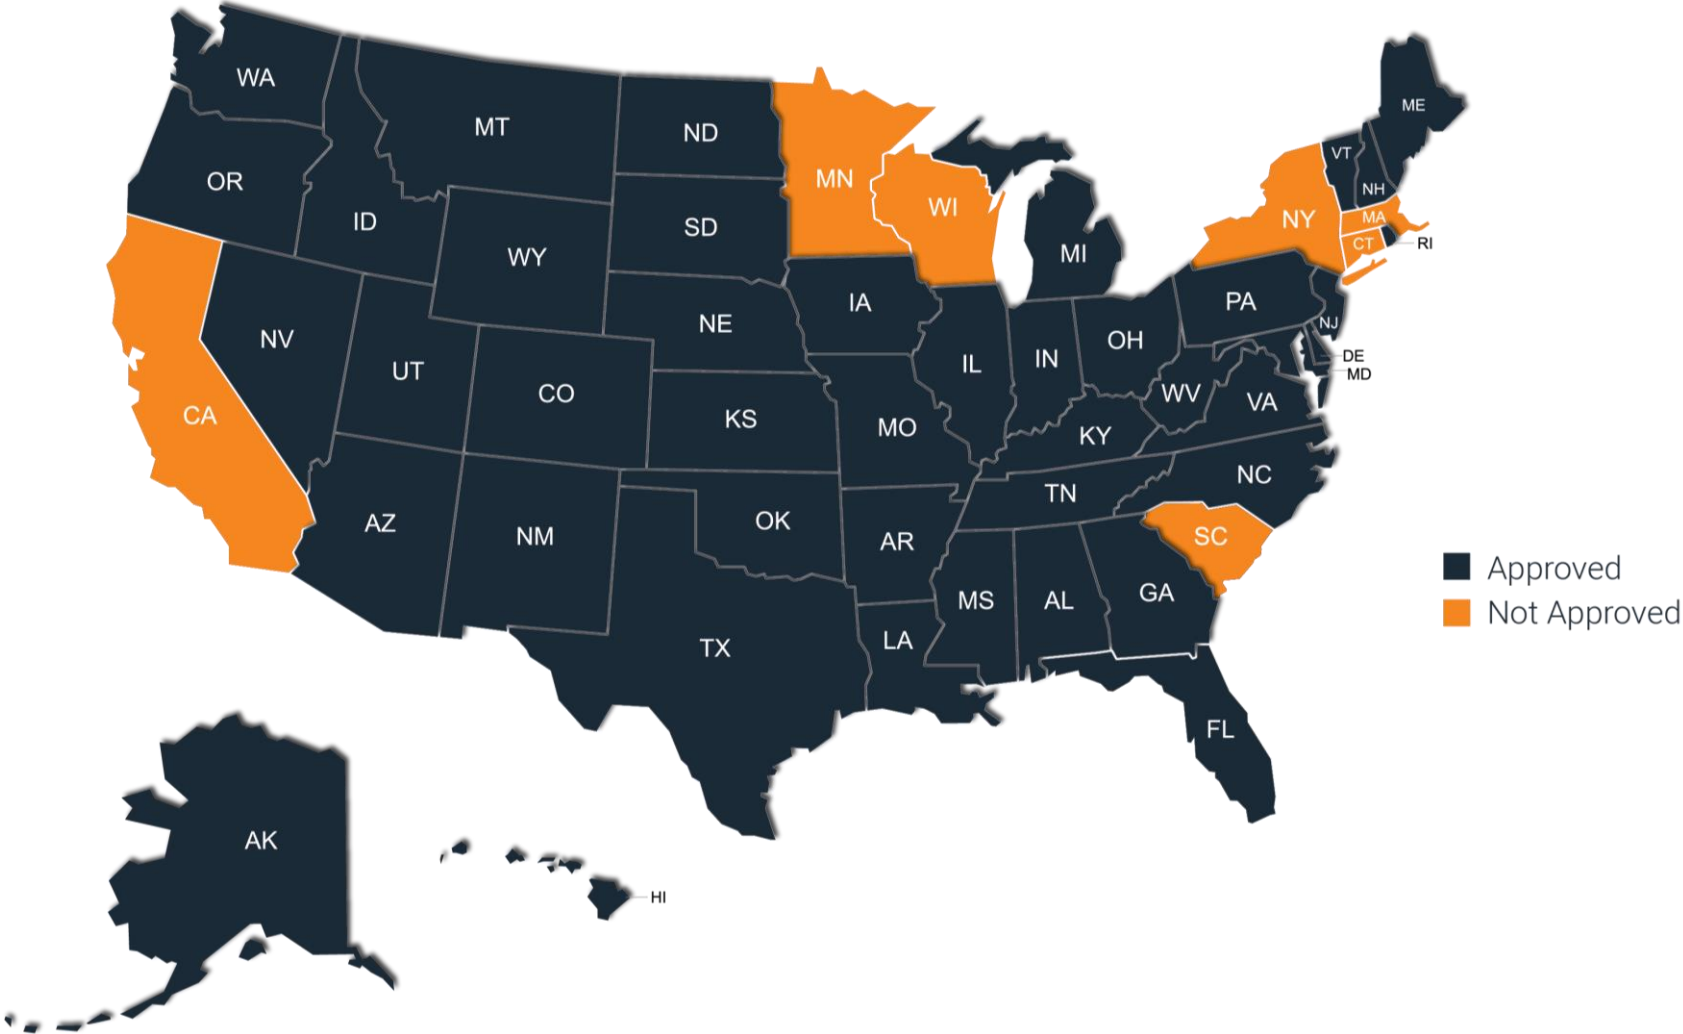 WA
MT
ND
MN
ME
VT
NH
OR
ID
SD
WI
NY
MA
CT
RI
WY
MI
IA
PA
NE
NV
NJ
OH
DE
UT
IL
IN
MD
CO
WV
CA
KS
MO
VA
KY
NC
TN
AZ
NM
OK
AR
SC
Approved
MS
AL
GA
Not Approved
TX
LA
FL
AK
HI